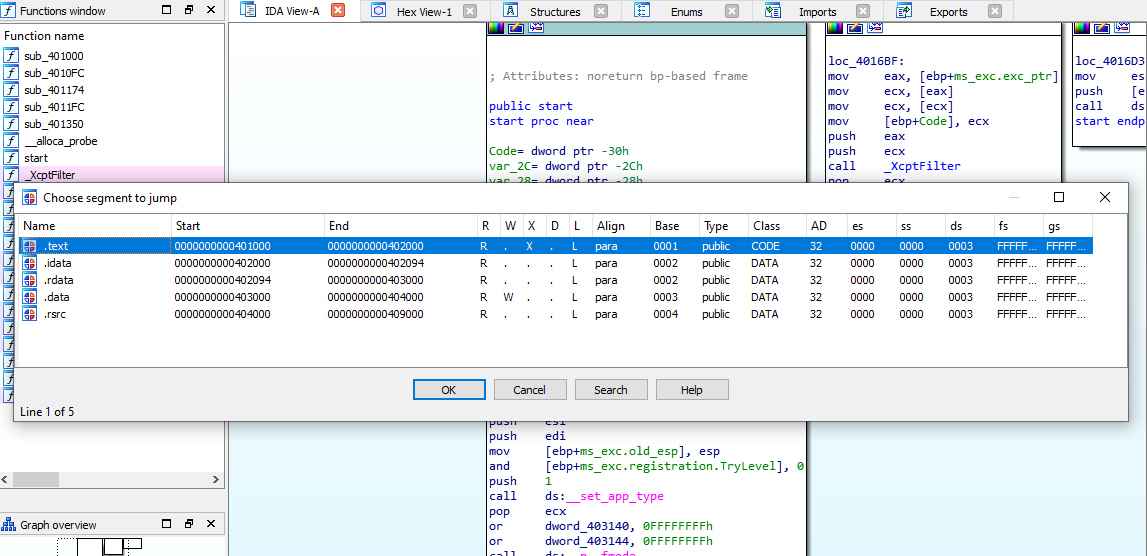 Functions window
IDA View-A
Hex View-1
Structures
Enums
Imports
Exports
Function name
f sub_401000
f sub_4010FC
f sub_401174
f sub_4011FC
f sub_401350
f __alloca_probe
f start
f _XcptFilter
; Attributes: noreturn bp-based frame
public start
start proc near
Code= dword ptr -30h
var_2C= dword ptr -2Ch
var_28= dword ptr -28h
loc_4016BF:
mov eax, [ebp+ms_exc.exc_ptr]
mov ecx, [eax]
mov ecx, [ecx]
mov [ebp+Code], ecx
push eax
push ecx
call _XcptFilter
pop ecx
loc_4016D3
mov es
push [e
call ds
start endp
Choose segment to jump
Name Start End R W X D L Align Base Type Class AD es ss ds fs gs
.text 0000000000401000 0000000000402000 R . X . L para 0001 public CODE 32 0000 0000 0003 FFFFF... FFFFF...
.idata 0000000000402000 0000000000402094 R . . . L para 0002 public DATA 32 0000 0000 0003 FFFFF... FFFFF...
.rdata 0000000000402094 0000000000403000 R . . . L para 0002 public DATA 32 0000 0000 0003 FFFFF... FFFFF...
.data 0000000000403000 0000000000404000 R W . . L para 0003 public DATA 32 0000 0000 0003 FFFFF... FFFFF...
.rsrc 0000000000404000 0000000000409000 R . . . L para 0004 public DATA 32 0000 0000 0003 FFFFF... FFFFF...
OK
Cancel
Search
Help
Line 1 of 5
push esi
push edi
mov [ebp+ms_exc.old_esp], esp
and [ebp+ms_exc.registration.TryLevel], 0
push 1
call ds:__set_app_type
pop ecx
or dword_403140, 0FFFFFFFFh
or dword_403144, 0FFFFFFFFh
call ds:__p__fmode
Graph overview